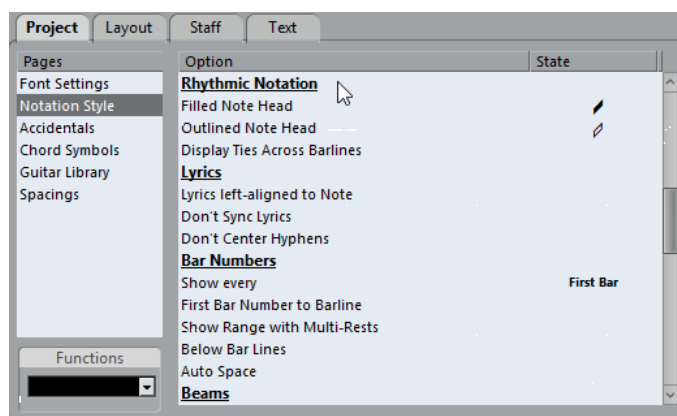 Project Layout Staff Text
Pages
Font Settings
Notation Style
Accidentals
Chord Symbols
Guitar Library
Spacings
Functions
Option State
Rhythmic Notation
Filled Note Head
Outlined Note Head
Display Ties Across Barlines
Lyrics
Lyrics left-aligned to Note
Don't Sync Lyrics
Don't Center Hyphens
Bar Numbers
Show every First Bar
First Bar Number to Barline
Show Range with Multi-Rests
Below Bar Lines
Auto Space
Beams